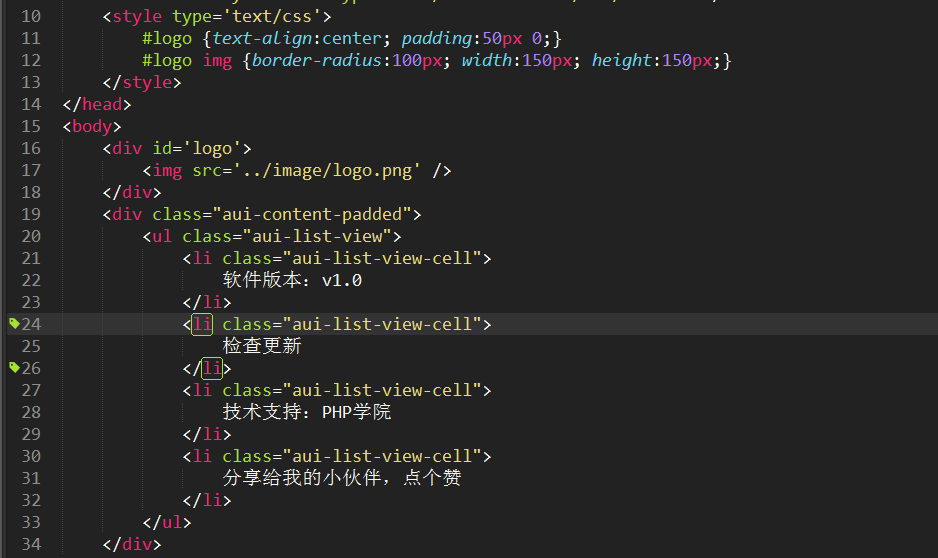 10 <style type='text/css'>
11 #logo {text-align:center; padding:50px 0;}
12 #logo img {border-radius:100px; width:150px; height:150px;}
13 </style>
14 </head>
15 <body>
16 <div id='logo'>
17 <img src='../image/logo.png' />
18 </div>
19 <div class="aui-content-padded">
20 <ul class="aui-list-view">
21 <li class="aui-list-view-cell">
22 软件版本：v1.0
23 </li>
24 <li class="aui-list-view-cell">
25 检查更新
26 </li>
27 <li class="aui-list-view-cell">
28 技术支持：PHP学院
29 </li>
30 <li class="aui-list-view-cell">
31 分享给我的小伙伴，点个赞
32 </li>
33 </ul>
34 </div>